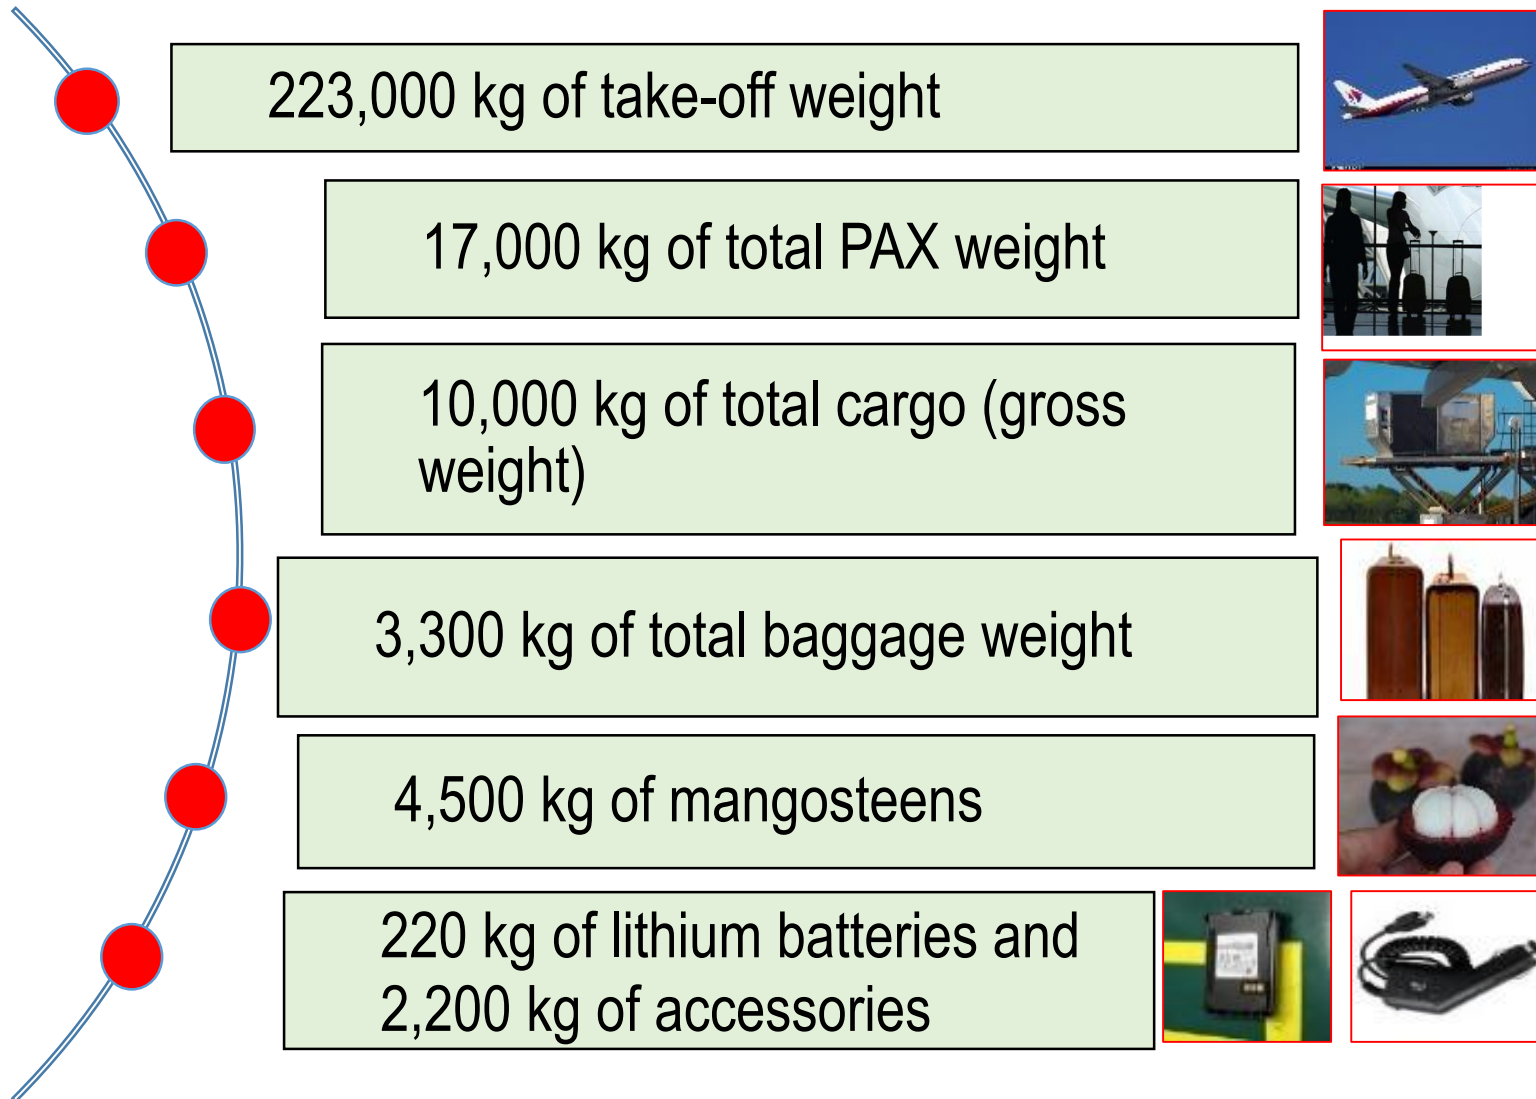 223,000 kg of take-off weight
17,000 kg of total PAX weight
10,000 kg of total cargo (gross
weight)
3,300 kg of total baggage weight
4,500 kg of mangosteens
220 kg of lithium batteries and
2,200 kg of accessories